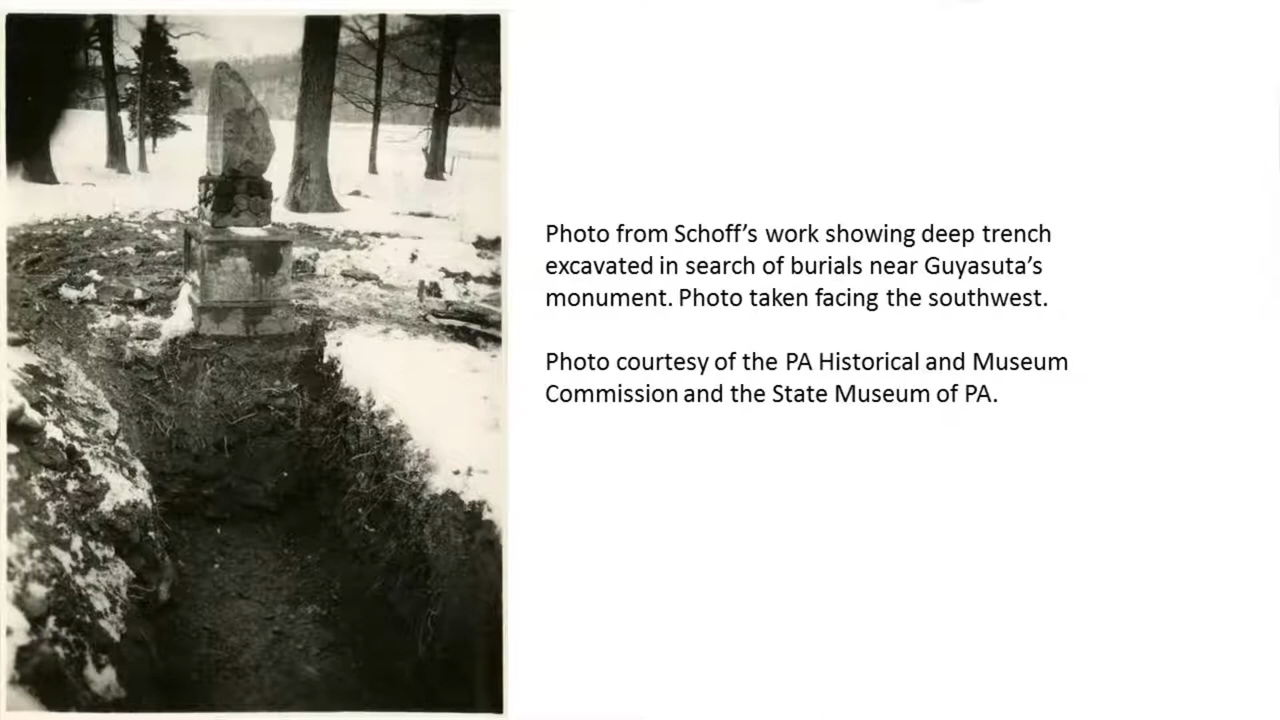 Photo from Schoff’s work showing deep trench
excavated in search of burials near Guyasuta’s
monument. Photo taken facing the southwest.
Photo courtesy of the PA Historical and Museum
Commission and the State Museum of PA.